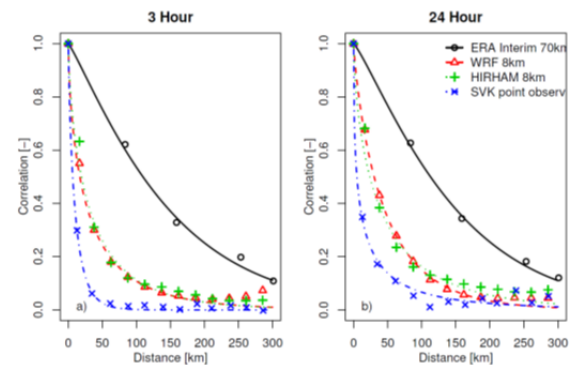 3 Hour
24 Hour
1.0
0.8
0.6
0.4
0.2
0.0
Correlation [−]
a)
0 50 100 150 200 250 300
Distance [km]
1.0
0.8
0.6
0.4
0.2
0.0
Correlation [−]
ERA Interim 70km
WRF 8km
HIRHAM 8km
SVK point observ
b)
0 50 100 150 200 250 300
Distance [km]